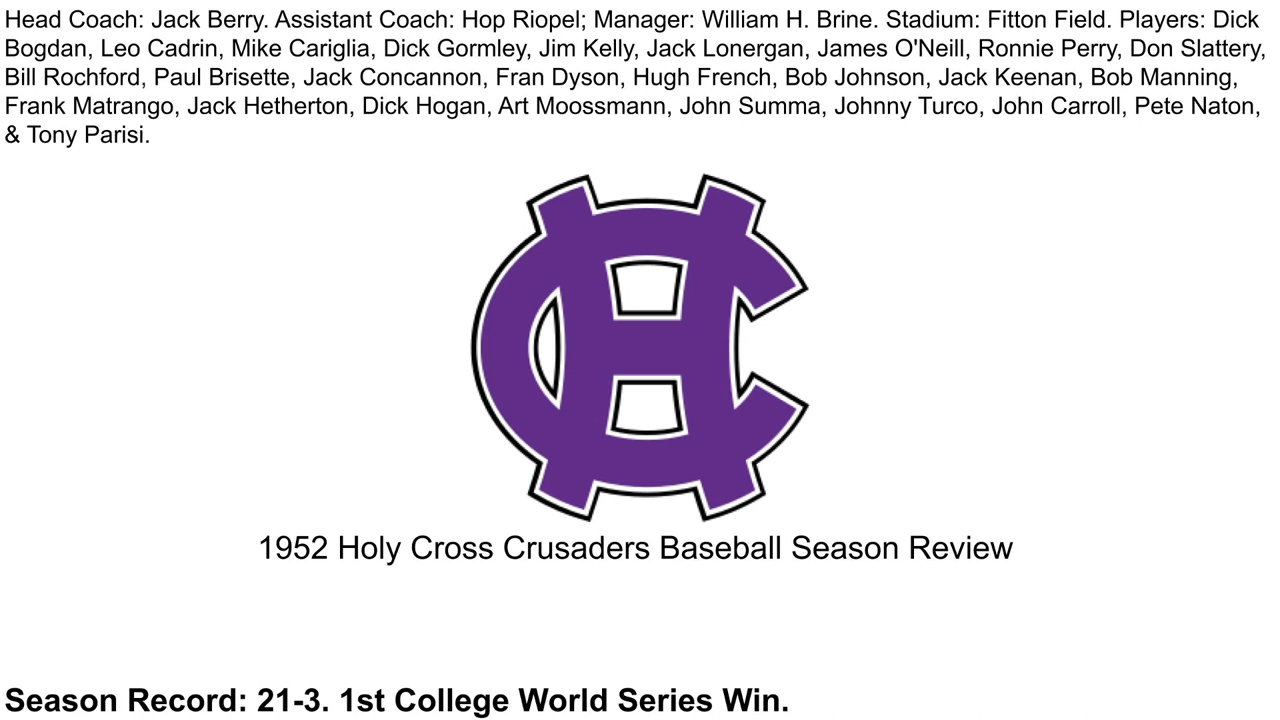 Head Coach: Jack Berry. Assistant Coach: Hop Riopel; Manager: William H. Brine. Stadium: Fitton Field. Players: Dick
Bogdan, Leo Cadrin, Mike Cariglia, Dick Gormley, Jim Kelly, Jack Lonergan, James O'Neill, Ronnie Perry, Don Slattery,
Bill Rochford, Paul Brisette, Jack Concannon, Fran Dyson, Hugh French, Bob Johnson, Jack Keenan, Bob Manning,
Frank Matrango, Jack Hetherton, Dick Hogan, Art Moossmann, John Summa, Johnny Turco, John Carroll, Pete Naton,
& Tony Parisi.
HC
1952 Holy Cross Crusaders Baseball Season Review
Season Record: 21-3. 1st College World Series Win.